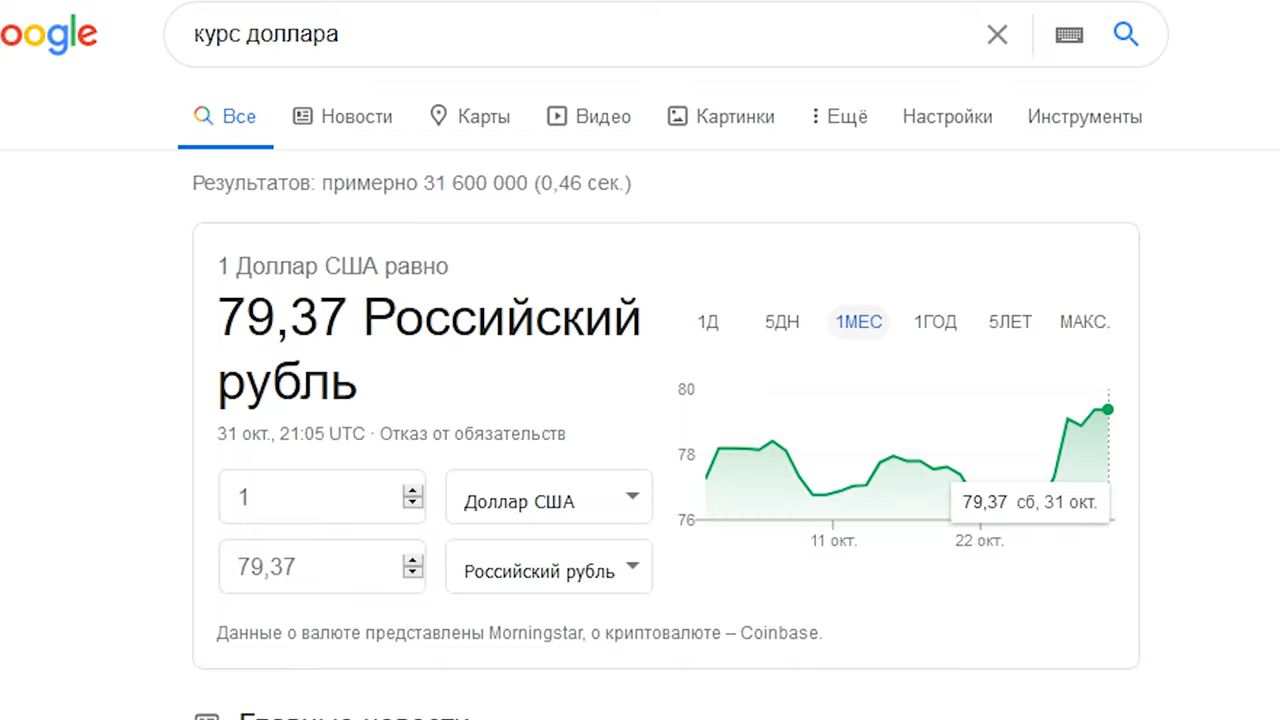 oogle
курс доллара
Все Новости Карты Видео Картинки Ещё Настройки Инструменты
Результатов: примерно 31 600 000 (0,46 сек.)
1 Доллар США равно
79,37 Российский
рубль
31 окт., 21:05 UTC · Отказ от обязательств
1 Доллар США
79,37 Российский рубль
1Д 5ДН 1МЕС 1ГОД 5ЛЕТ МАКС.
80
78
76
79,37 сб, 31 окт.
11 окт. 22 окт.
Данные о валюте представлены Morningstar, о криптовалюте – Coinbase.
Главные новости